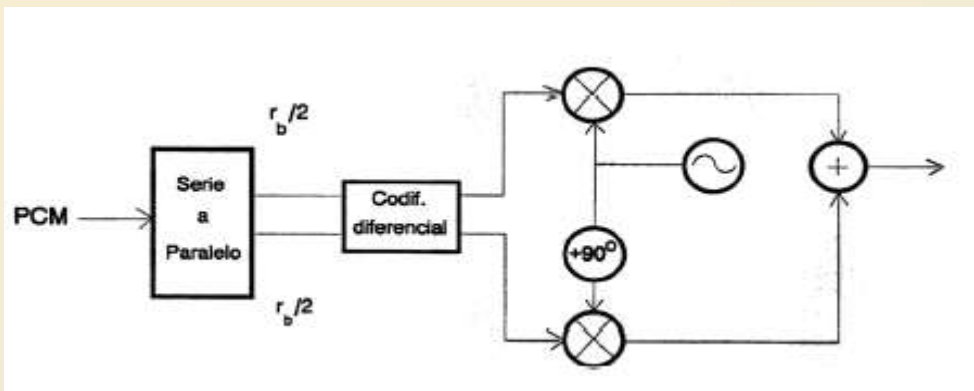 r_b/2
Serie
a
Paralelo
PCM
Codif.
diferencial
+90°
+
r_b/2